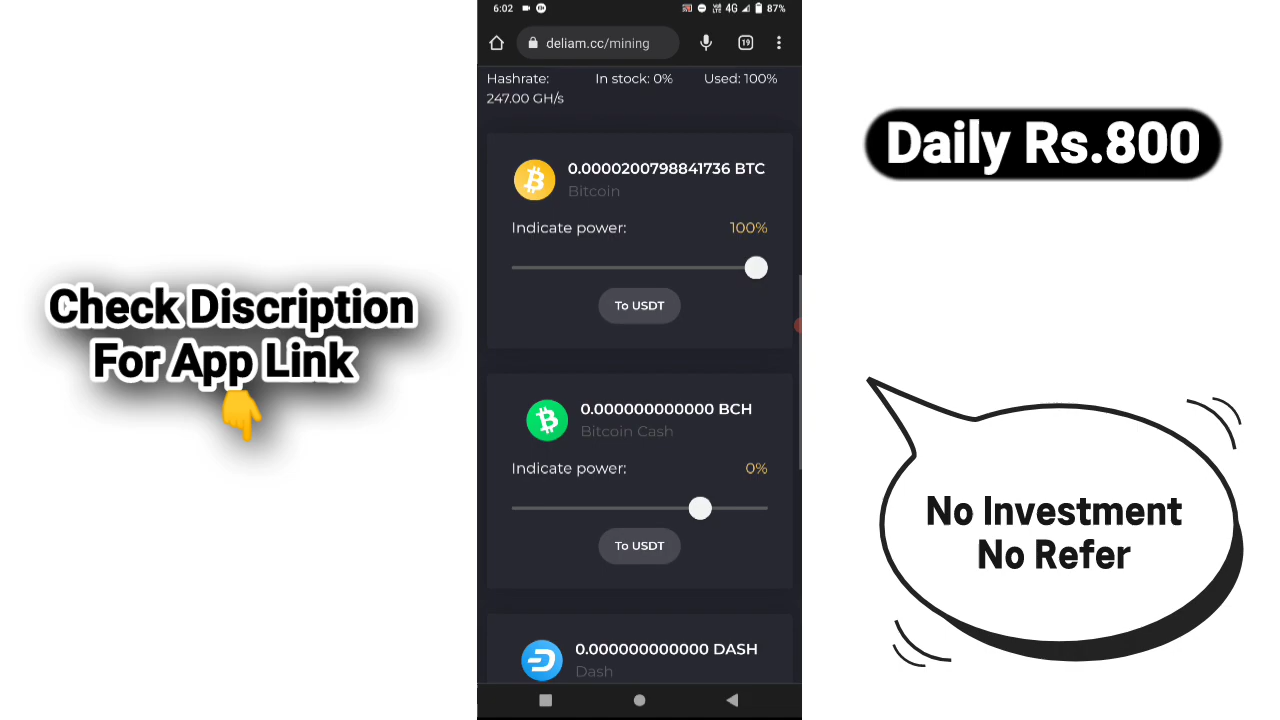 6:02
4G 87%
deliam.cc/mining
19
Hashrate: In stock: 0% Used: 100%
247.00 GH/s
0.0000200798841736 BTC
Bitcoin
Indicate power: 100%
To USDT
0.000000000000 BCH
Bitcoin Cash
Indicate power: 0%
To USDT
0.000000000000 DASH
Dash
Check Discription
For App Link
Daily Rs.800
No Investment
No Refer